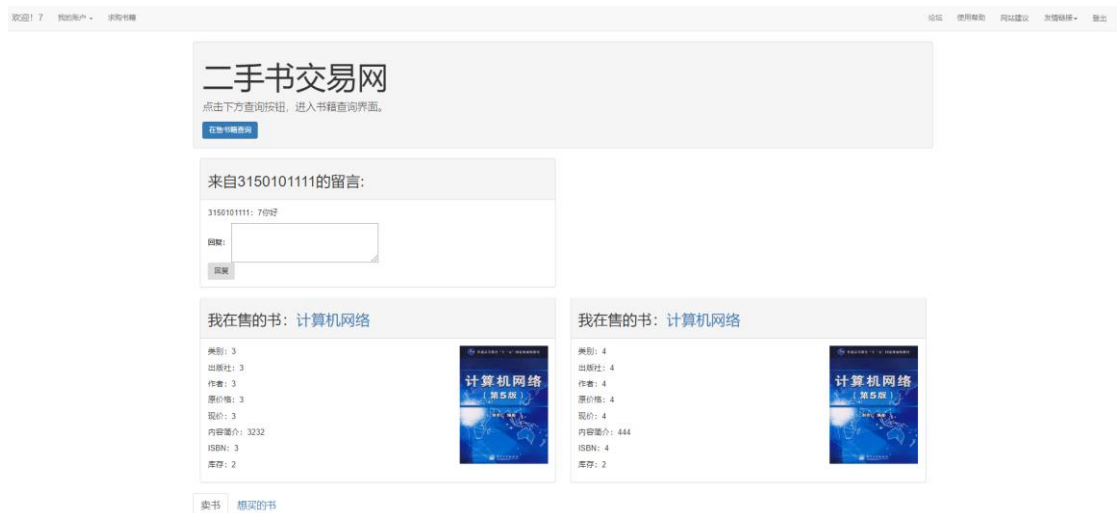 欢迎！7 我的账户 求购书籍 论坛 使用帮助 网站建议 友情链接 登出
二手书交易网
点击下方查询按钮，进入书籍查询界面。
在售书籍查询
来自3150101111的留言:
3150101111：7你好
回复：
回复
我在售的书：计算机网络
类别：3
出版社：3
作者：3
原价格：3
现价：3
内容简介：3232
ISBN：3
库存：2
计算机网络
（第5版）
我在售的书：计算机网络
类别：4
出版社：4
作者：4
原价格：4
现价：4
内容简介：444
ISBN：4
库存：2
计算机网络
（第5版）
卖书 想买的书